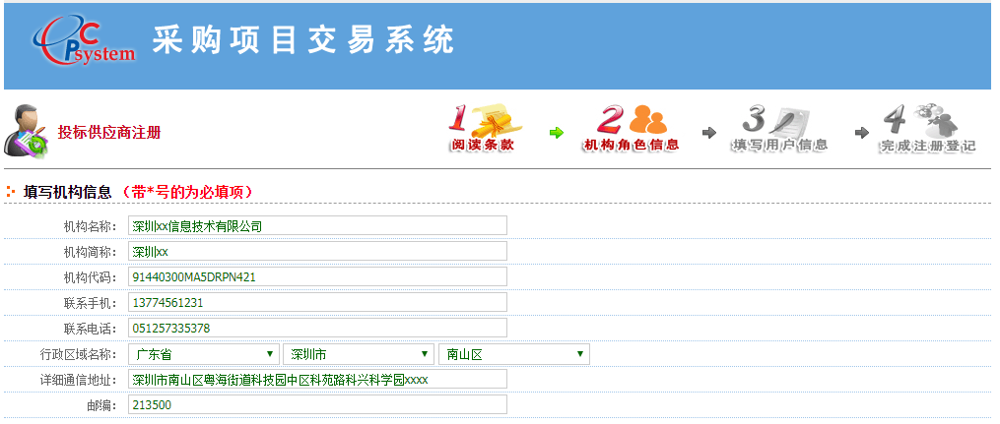 CPsystem 采购项目交易系统
投标供应商注册
1 阅读条款
2 机构角色信息
3 填写用户信息
4 完成注册登记
填写机构信息 （带*号的为必填项）
机构名称： 深圳xx信息技术有限公司
机构简称： 深圳xx
机构代码： 91440300MA5DRPN421
联系手机： 13774561231
联系电话： 051257335378
行政区域名称： 广东省 深圳市 南山区
详细通信地址： 深圳市南山区粤海街道科技园中区科苑路科兴科学园xxxx
邮编： 213500